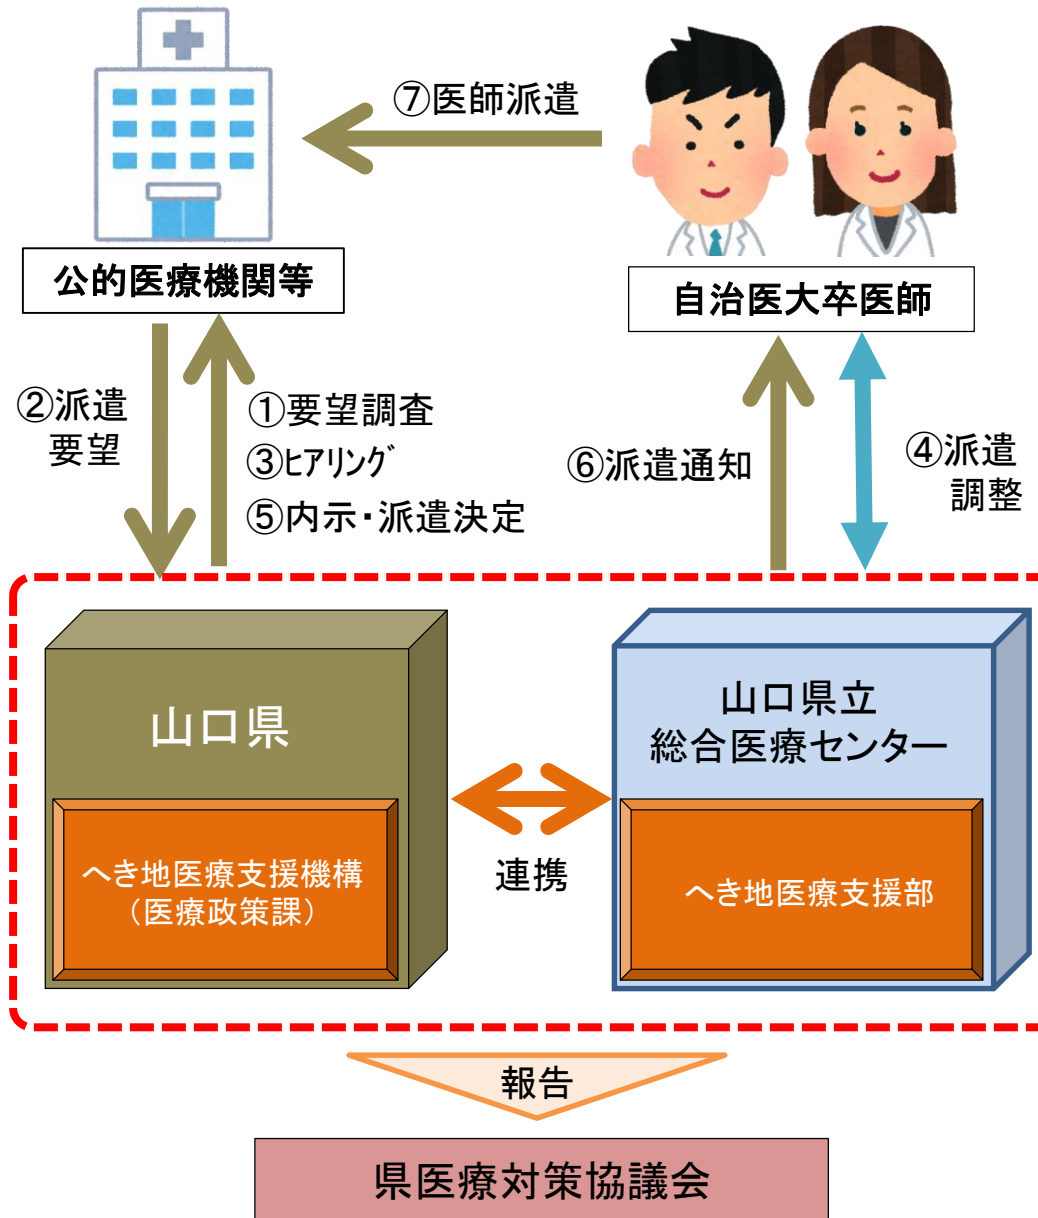 ⑦医師派遣
公的医療機関等
自治医大卒医師
②派遣
要望
①要望調査
③ヒアリング
⑤内示・派遣決定
⑥派遣通知
④派遣
調整
山口県
へき地医療支援機構
（医療政策課）
連携
山口県立
総合医療センター
へき地医療支援部
報告
県医療対策協議会